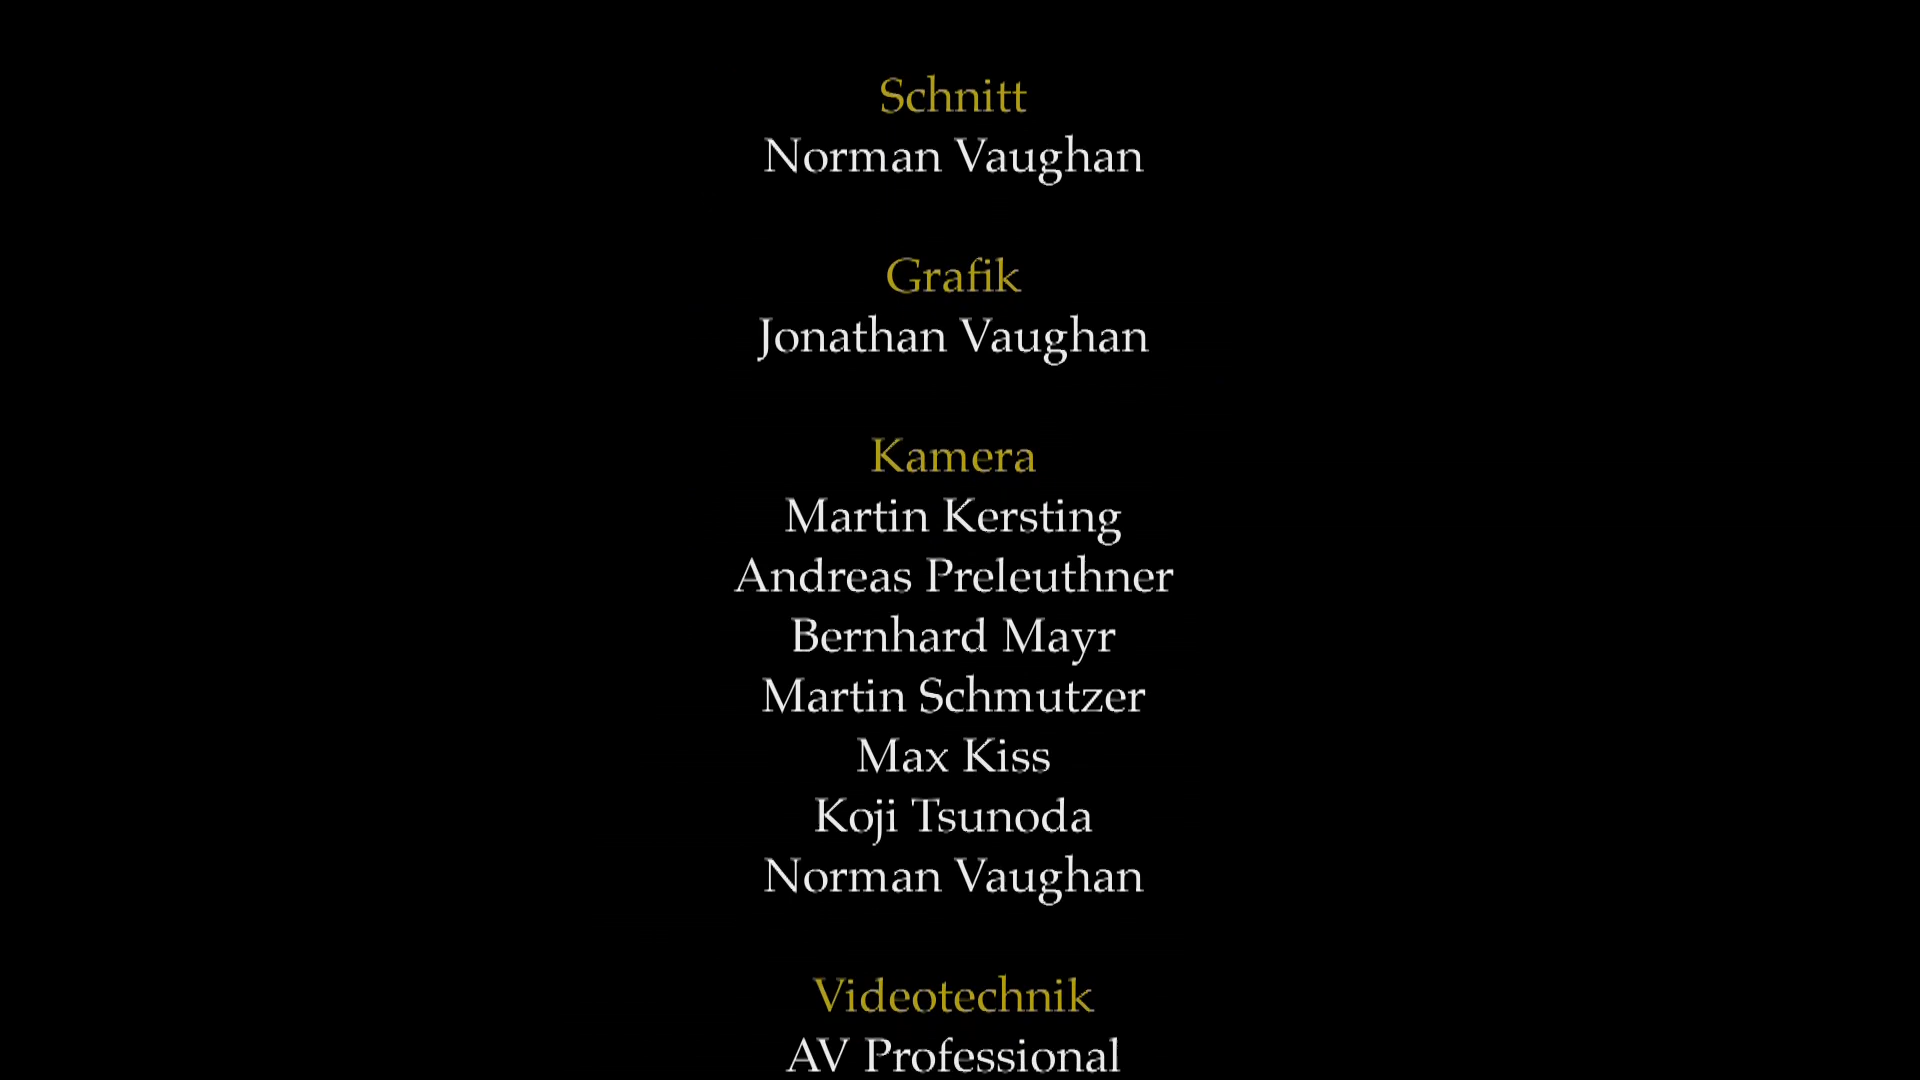 Schnitt
Norman Vaughan
Grafik
Jonathan Vaughan
Kamera
Martin Kersting
Andreas Preleuthner
Bernhard Mayr
Martin Schmutzer
Max Kiss
Koji Tsunoda
Norman Vaughan
Videotechnik
AV Professional